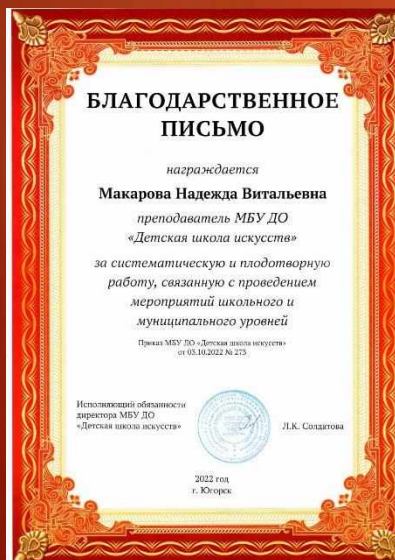 БЛАГОДАРСТВЕННОЕ
ПИСЬМО
награждается
Макарова Надежда Витальевна
преподаватель МБУ ДО
«Детская школа искусств»
за систематическую и плодотворную
работу, связанную с проведением
мероприятий школьного и
муниципального уровней
Приказ МБУ ДО «Детская школа искусств»
от 03.10.2022 № 273
Исполняющий обязанности
директора МБУ ДО
«Детская школа искусств»
Л.К. Солдатова
2022 год
г. Югорск